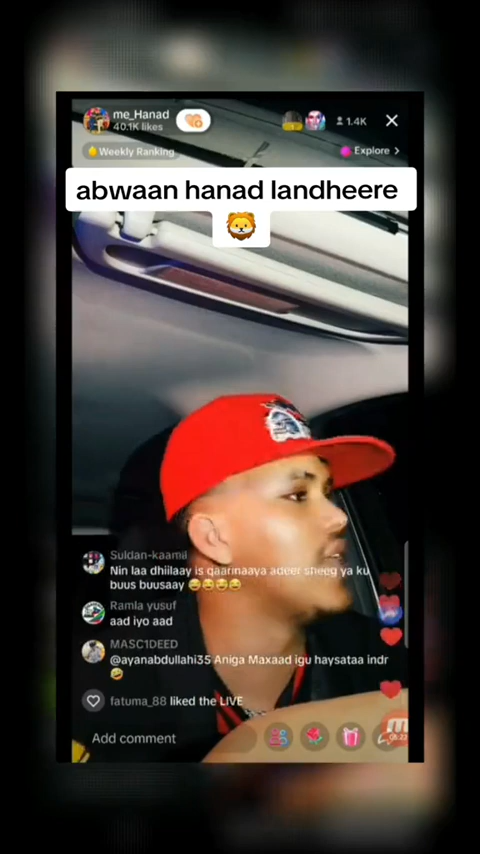 me_Hanad
40.1K likes
1.4K
Weekly Ranking
Explore >
abwaan hanad landheere
Suldan-kaamil
Nin laa dhiilaay is qaarinaaya adeer sheeg ya ku
buus buusaay
Ramla yusuf
aad iyo aad
MASC1DEED
@ayanabdullahi35 Aniga Maxaad igu haysataa indr
fatuma_88 liked the LIVE
Add comment